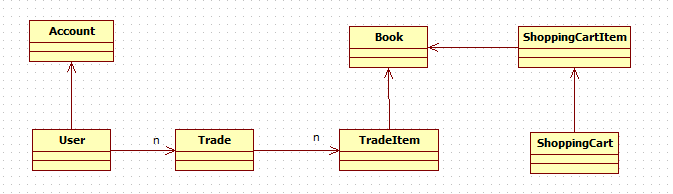 Account
Book
ShoppingCartItem
User
n
Trade
n
TradeItem
ShoppingCart